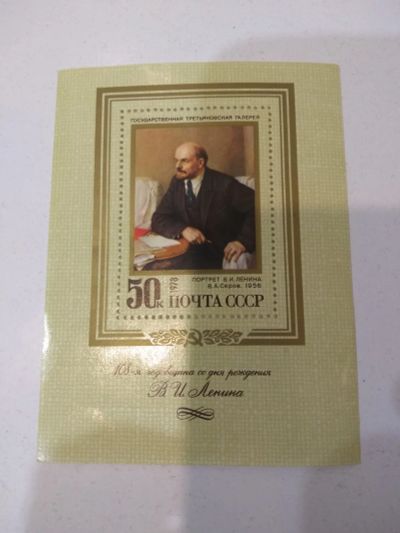 ГОСУДАРСТВЕННАЯ ТРЕТЬЯКОВСКАЯ ГАЛЕРЕЯ
ПОРТРЕТ В.И.ЛЕНИНА
В.А.Серов. 1956
50к 1978 ПОЧТА СССР
108-я годовщина со дня рождения
В. И. Ленина